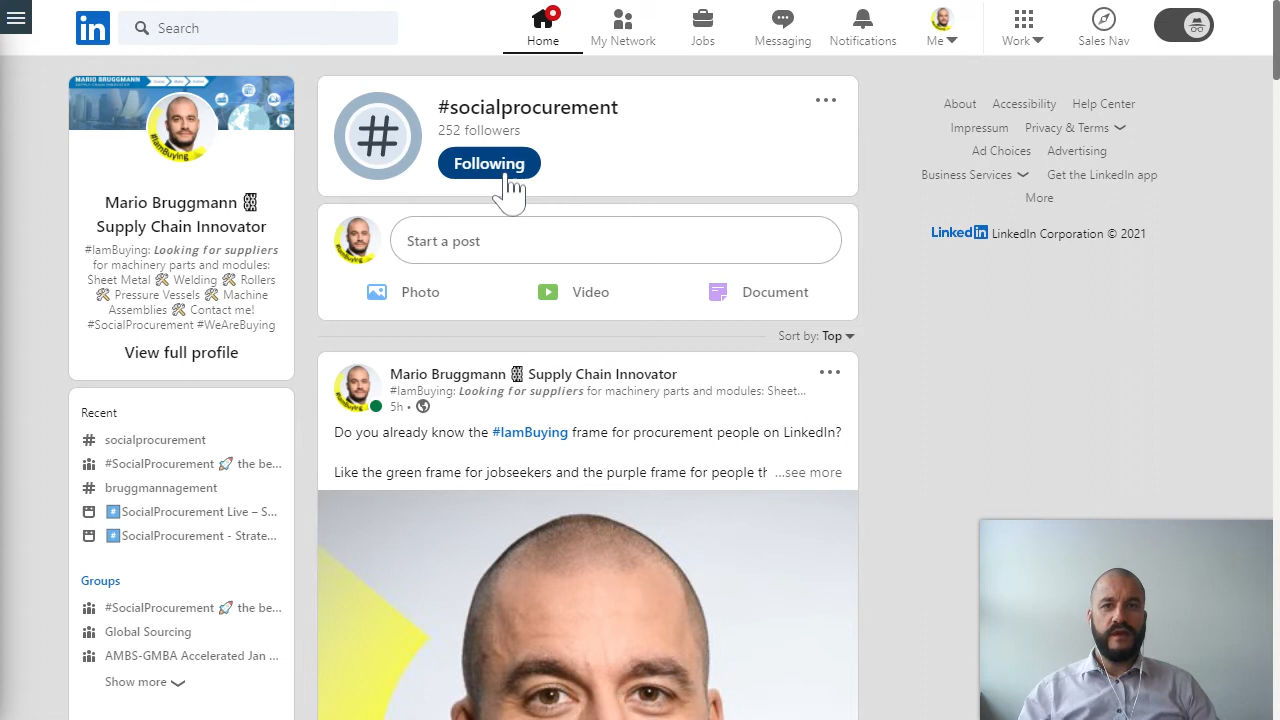 in
Search
Home
My Network
Jobs
Messaging
Notifications
Me
Work
Sales Nav
MARIO BRUGGMANN
SUPPLY CHAIN INNOVATOR
#IamBuying
Mario Bruggmann
Supply Chain Innovator
#IamBuying: Looking for suppliers
for machinery parts and modules:
Sheet Metal 🛠 Welding 🛠 Rollers
🛠 Pressure Vessels 🛠 Machine
Assemblies 🛠 Contact me!
#SocialProcurement #WeAreBuying
View full profile
Recent
socialprocurement
#SocialProcurement 🚀 the be...
bruggmannagement
#️⃣SocialProcurement Live – S...
#️⃣SocialProcurement - Strate...
Groups
#SocialProcurement 🚀 the be...
Global Sourcing
AMBS-GMBA Accelerated Jan ...
Show more
#socialprocurement
252 followers
Following
Start a post
Photo
Video
Document
Sort by: Top
Mario Bruggmann Supply Chain Innovator
#IamBuying: Looking for suppliers for machinery parts and modules: Sheet...
5h •
Do you already know the #IamBuying frame for procurement people on LinkedIn?
Like the green frame for jobseekers and the purple frame for people th ...see more
About Accessibility Help Center
Impressum Privacy & Terms
Ad Choices Advertising
Business Services Get the LinkedIn app
More
LinkedIn LinkedIn Corporation © 2021